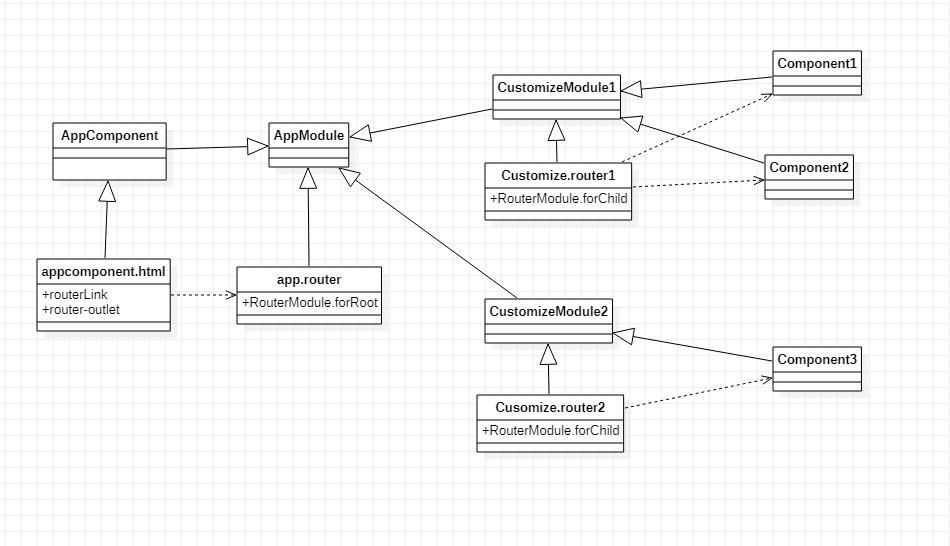 Component1
CustomizeModule1
AppComponent
AppModule
Component2
Customize.router1
+RouterModule.forChild
appcomponent.html
+routerLink
+router-outlet
app.router
+RouterModule.forRoot
CustomizeModule2
Component3
Cusomize.router2
+RouterModule.forChild